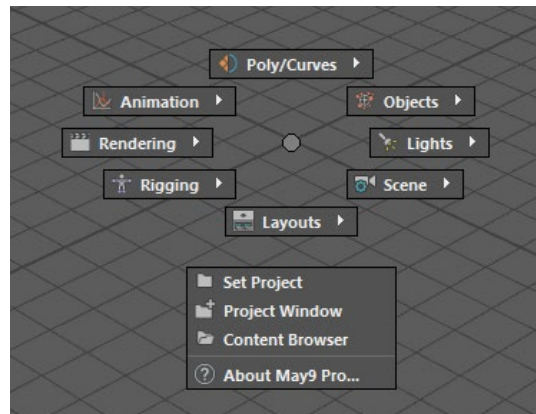 Poly/Curves
Animation
Objects
Rendering
Lights
Rigging
Scene
Layouts
Set Project
Project Window
Content Browser
About May9 Pro...